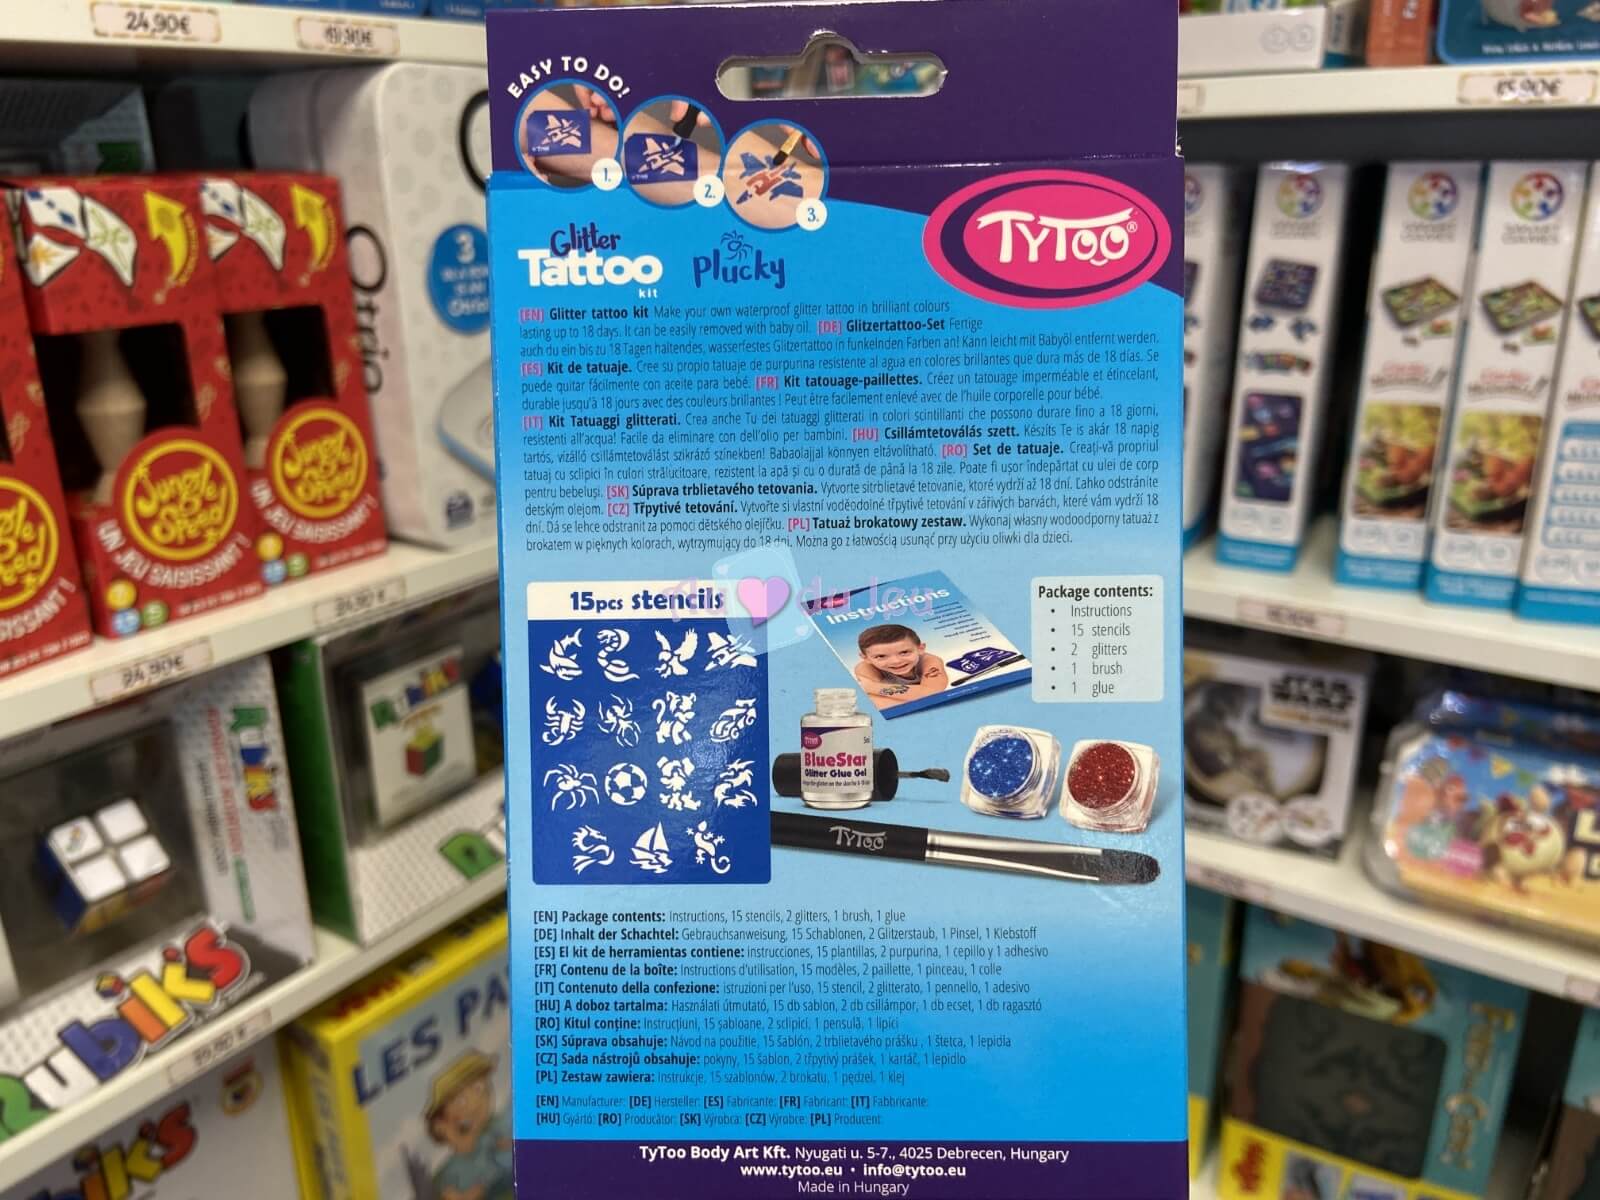 24,90€
15,90€
EASY TO DO!
1.
2.
3.
Glitter
Tattoo
kit
Plucky
TyToo®
[EN] Glitter tattoo kit Make your own waterproof glitter tattoo in brilliant colours
lasting up to 18 days. It can be easily removed with baby oil. [DE] Glitzertattoo-Set Fertige
auch du ein bis zu 18 Tagen haltendes, wasserfestes Glitzertattoo in funkelnden Farben an! Kann leicht mit Babyöl entfernt werden.
[ES] Kit de tatuaje. Cree su propio tatuaje de purpurina resistente al agua en colores brillantes que dura más de 18 días. Se
puede quitar fácilmente con aceite para bebé. [FR] Kit tatouage-paillettes. Créez un tatouage imperméable et étincelant,
durable jusqu'à 18 jours avec des couleurs brillantes ! Peut être facilement enlevé avec de l'huile corporelle pour bébé.
[IT] Kit Tatuaggi glitterati. Crea anche Tu dei tatuaggi glitterati in colori scintillanti che possono durare fino a 18 giorni,
resistenti all'acqua! Facile da eliminare con dell'olio per bambini. [HU] Csillámtetoválás szett. Készíts Te is akár 18 napig
tartós, vízálló csillámtetoválást szikrázó színekben! Babaolajjal könnyen eltávolítható. [RO] Set de tatuaje. Creați-vă propriul
tatuaj cu sclipici în culori strălucitoare, rezistent la apă și cu o durată de până la 18 zile. Poate fi ușor îndepărtat cu ulei de corp
pentru bebeluși. [SK] Súprava trblietavého tetovania. Vytvorte sitrblietavé tetovanie, ktoré vydrží až 18 dní. Ľahko odstránite
detským olejom. [CZ] Třpytivé tetování. Vytvořte si vlastní voděodolné třpytivé tetování v zářivých barvách, které vám vydrží 18
dní. Dá se lehce odstranit za pomoci dětského olejíčku. [PL] Tatuaż brokatowy zestaw. Wykonaj własny wodoodporny tatuaż z
brokatem w pięknych kolorach, wytrzymujący do 18 dni. Można go z łatwością usunąć przy użyciu oliwki dla dzieci.
15pcs stencils
Instructions
Package contents:
• Instructions
• 15 stencils
• 2 glitters
• 1 brush
• 1 glue
BlueStar
Glitter Glue Gel
TyToo
[EN] Package contents: Instructions, 15 stencils, 2 glitters, 1 brush, 1 glue
[DE] Inhalt der Schachtel: Gebrauchsanweisung, 15 Schablonen, 2 Glitzerstaub, 1 Pinsel, 1 Klebstoff
[ES] El kit de herramientas contiene: instrucciones, 15 plantillas, 2 purpurina, 1 cepillo y 1 adhesivo
[FR] Contenu de la boîte: Instructions d'utilisation, 15 modèles, 2 paillette, 1 pinceau, 1 colle
[IT] Contenuto della confezione: istruzioni per l'uso, 15 stencil, 2 glitterato, 1 pennello, 1 adesivo
[HU] A doboz tartalma: Használati útmutató, 15 db sablon, 2 db csillámpor, 1 db ecset, 1 db ragasztó
[RO] Kitul conține: Instrucțiuni, 15 șabloane, 2 sclipici, 1 pensulă, 1 lipici
[SK] Súprava obsahuje: Návod na použitie, 15 šablón, 2 trblietavého prášku , 1 štetca, 1 lepidla
[CZ] Sada nástrojů obsahuje: pokyny, 15 šablon, 2 třpytivý prášek, 1 kartáč, 1 lepidlo
[PL] Zestaw zawiera: Instrukcje, 15 szablonów, 2 brokatu, 1 pędzel, 1 klej
[EN] Manufacturer: [DE] Hersteller: [ES] Fabricante: [FR] Fabricant: [IT] Fabbricante:
[HU] Gyártó: [RO] Producător: [SK] Výrobca: [CZ] Výrobce: [PL] Producent:
TyToo Body Art Kft. Nyugati u. 5-7., 4025 Debrecen, Hungary
www.tytoo.eu • info@tytoo.eu
Made in Hungary
Jungle
Speed
UN JEU SAISISSANT !
Jungle
Speed
UN JEU SAISISSANT !
24,90€
Rubik's
LES PA
STAR
WARS